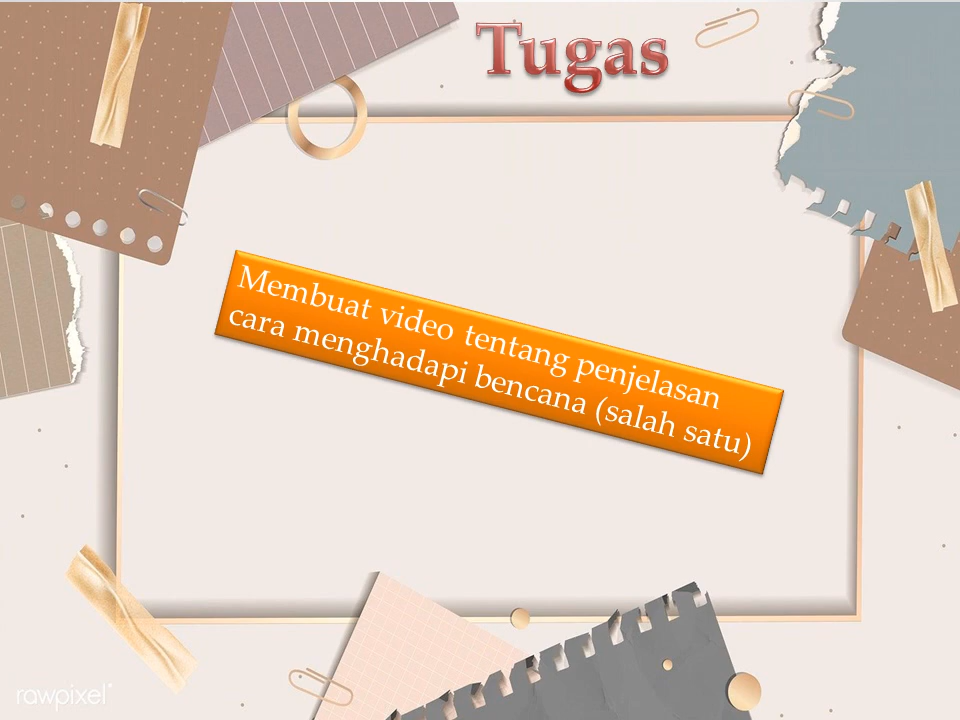 Tugas
Membuat video tentang penjelasan
cara menghadapi bencana (salah satu)
rawpixel